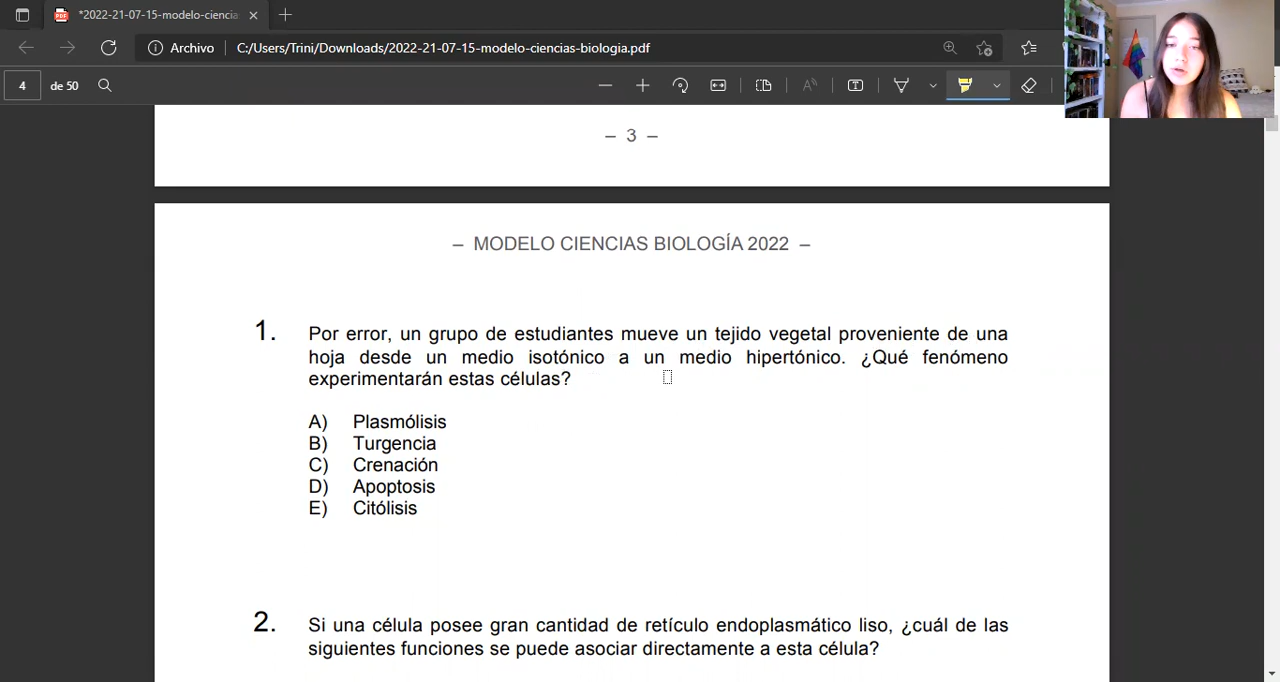 *2022-21-07-15-modelo-ciencia
Archivo
C:/Users/Trini/Downloads/2022-21-07-15-modelo-ciencias-biologia.pdf
4 de 50
– 3 –
– MODELO CIENCIAS BIOLOGÍA 2022 –
1. Por error, un grupo de estudiantes mueve un tejido vegetal proveniente de una
hoja desde un medio isotónico a un medio hipertónico. ¿Qué fenómeno
experimentarán estas células?
A) Plasmólisis
B) Turgencia
C) Crenación
D) Apoptosis
E) Citólisis
2. Si una célula posee gran cantidad de retículo endoplasmático liso, ¿cuál de las
siguientes funciones se puede asociar directamente a esta célula?